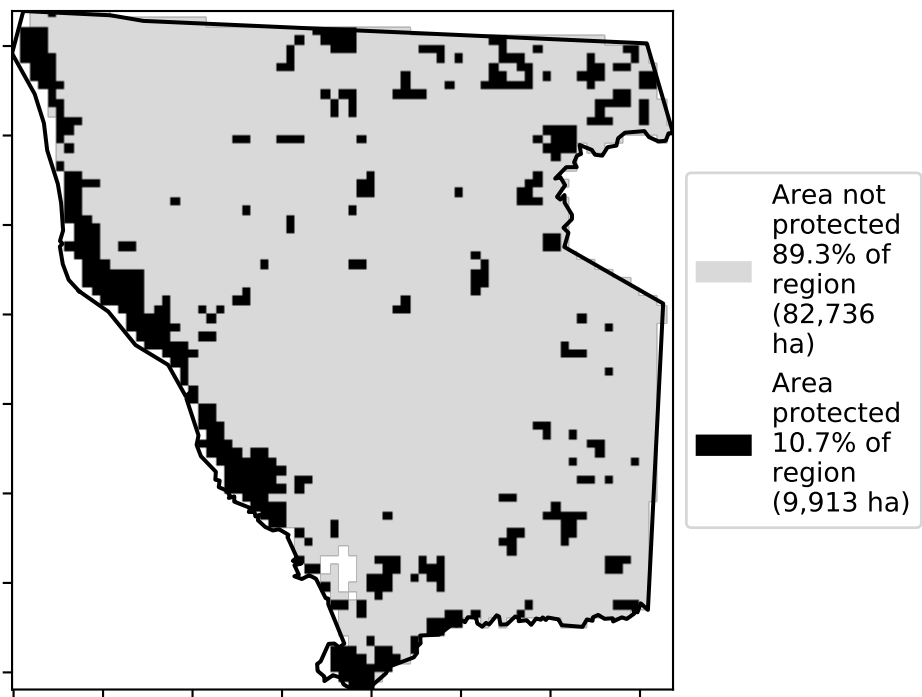 Area not
protected
89.3% of
region
(82,736
ha)
Area
protected
10.7% of
region
(9,913 ha)